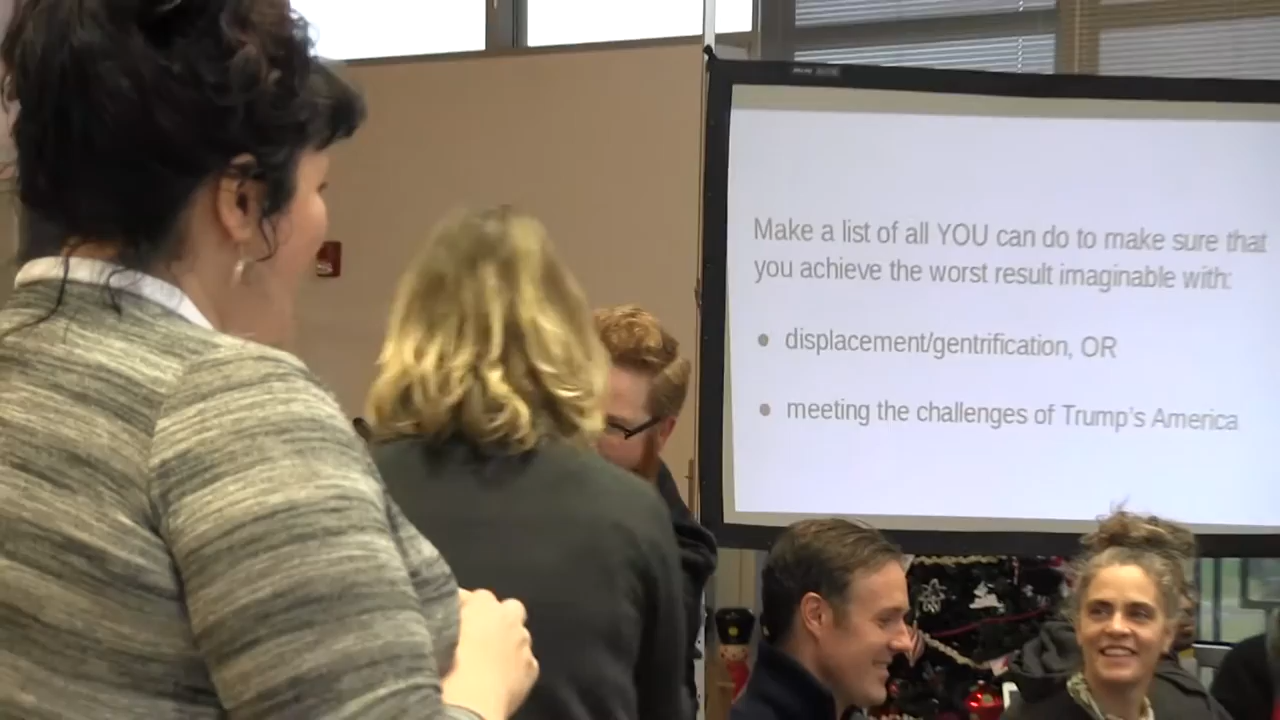 Make a list of all YOU can do to make sure that
you achieve the worst result imaginable with:
• displacement/gentrification, OR
• meeting the challenges of Trump's America